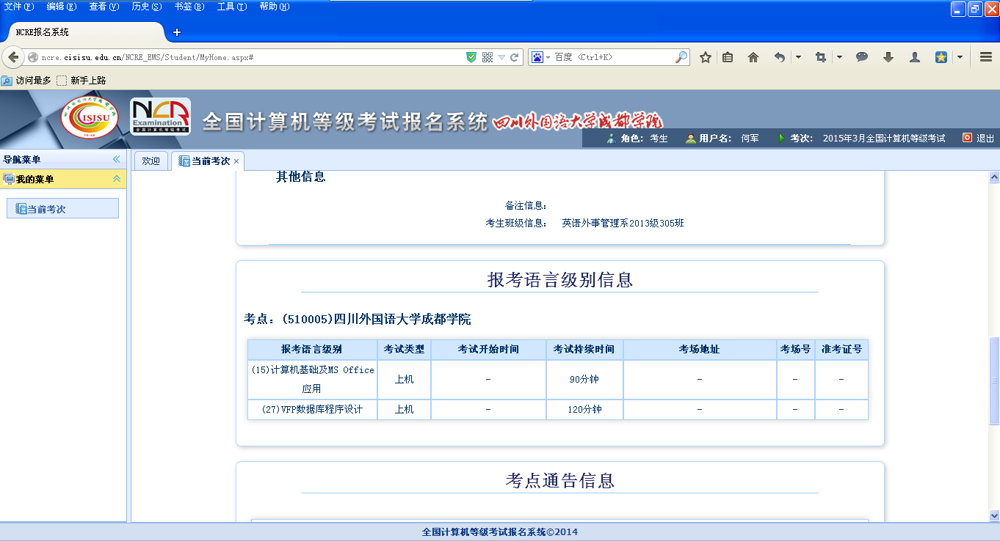 文件(F) 编辑(E) 查看(V) 历史(S) 书签(B) 工具(T) 帮助(H)
NCRE报名系统
ncre.cisisu.edu.cn/NCRE_EMS/Student/MyHome.aspx#
百度 <Ctrl+K>
访问最多 新手上路
CISISU
NCR
Examination
全国计算机等级考试报名系统 四川外国语大学成都学院
角色: 考生 用户名: 何军 考次: 2015年3月全国计算机等级考试 退出
导航菜单
我的菜单
当前考次
欢迎 当前考次
其他信息
备注信息:
考生班级信息: 英语外事管理系2013级305班
报考语言级别信息
考点: (510005)四川外国语大学成都学院
报考语言级别 考试类型 考试开始时间 考试持续时间 考场地址 考场号 准考证号
(15)计算机基础及MS Office
应用 上机 - 90分钟 - - -
(27)VFP数据库程序设计 上机 - 120分钟 - - -
考点通告信息
全国计算机等级考试报名系统©2014